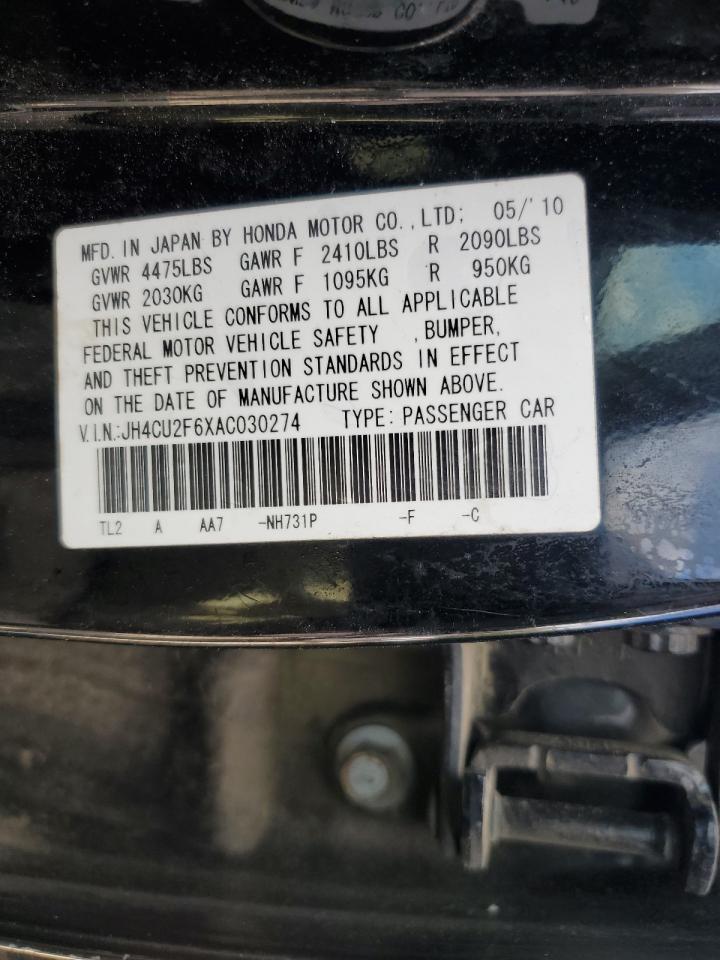 MFD. IN JAPAN BY HONDA MOTOR CO.,LTD: 05/'10
GVWR 4475LBS GAWR F 2410LBS R 2090LBS
GVWR 2030KG GAWR F 1095KG R 950KG
THIS VEHICLE CONFORMS TO ALL APPLICABLE
FEDERAL MOTOR VEHICLE SAFETY ,BUMPER,
AND THEFT PREVENTION STANDARDS IN EFFECT
ON THE DATE OF MANUFACTURE SHOWN ABOVE.
V.I.N.:JH4CU2F6XAC030274 TYPE: PASSENGER CAR
TL2 A AA7 -NH731P -F -C